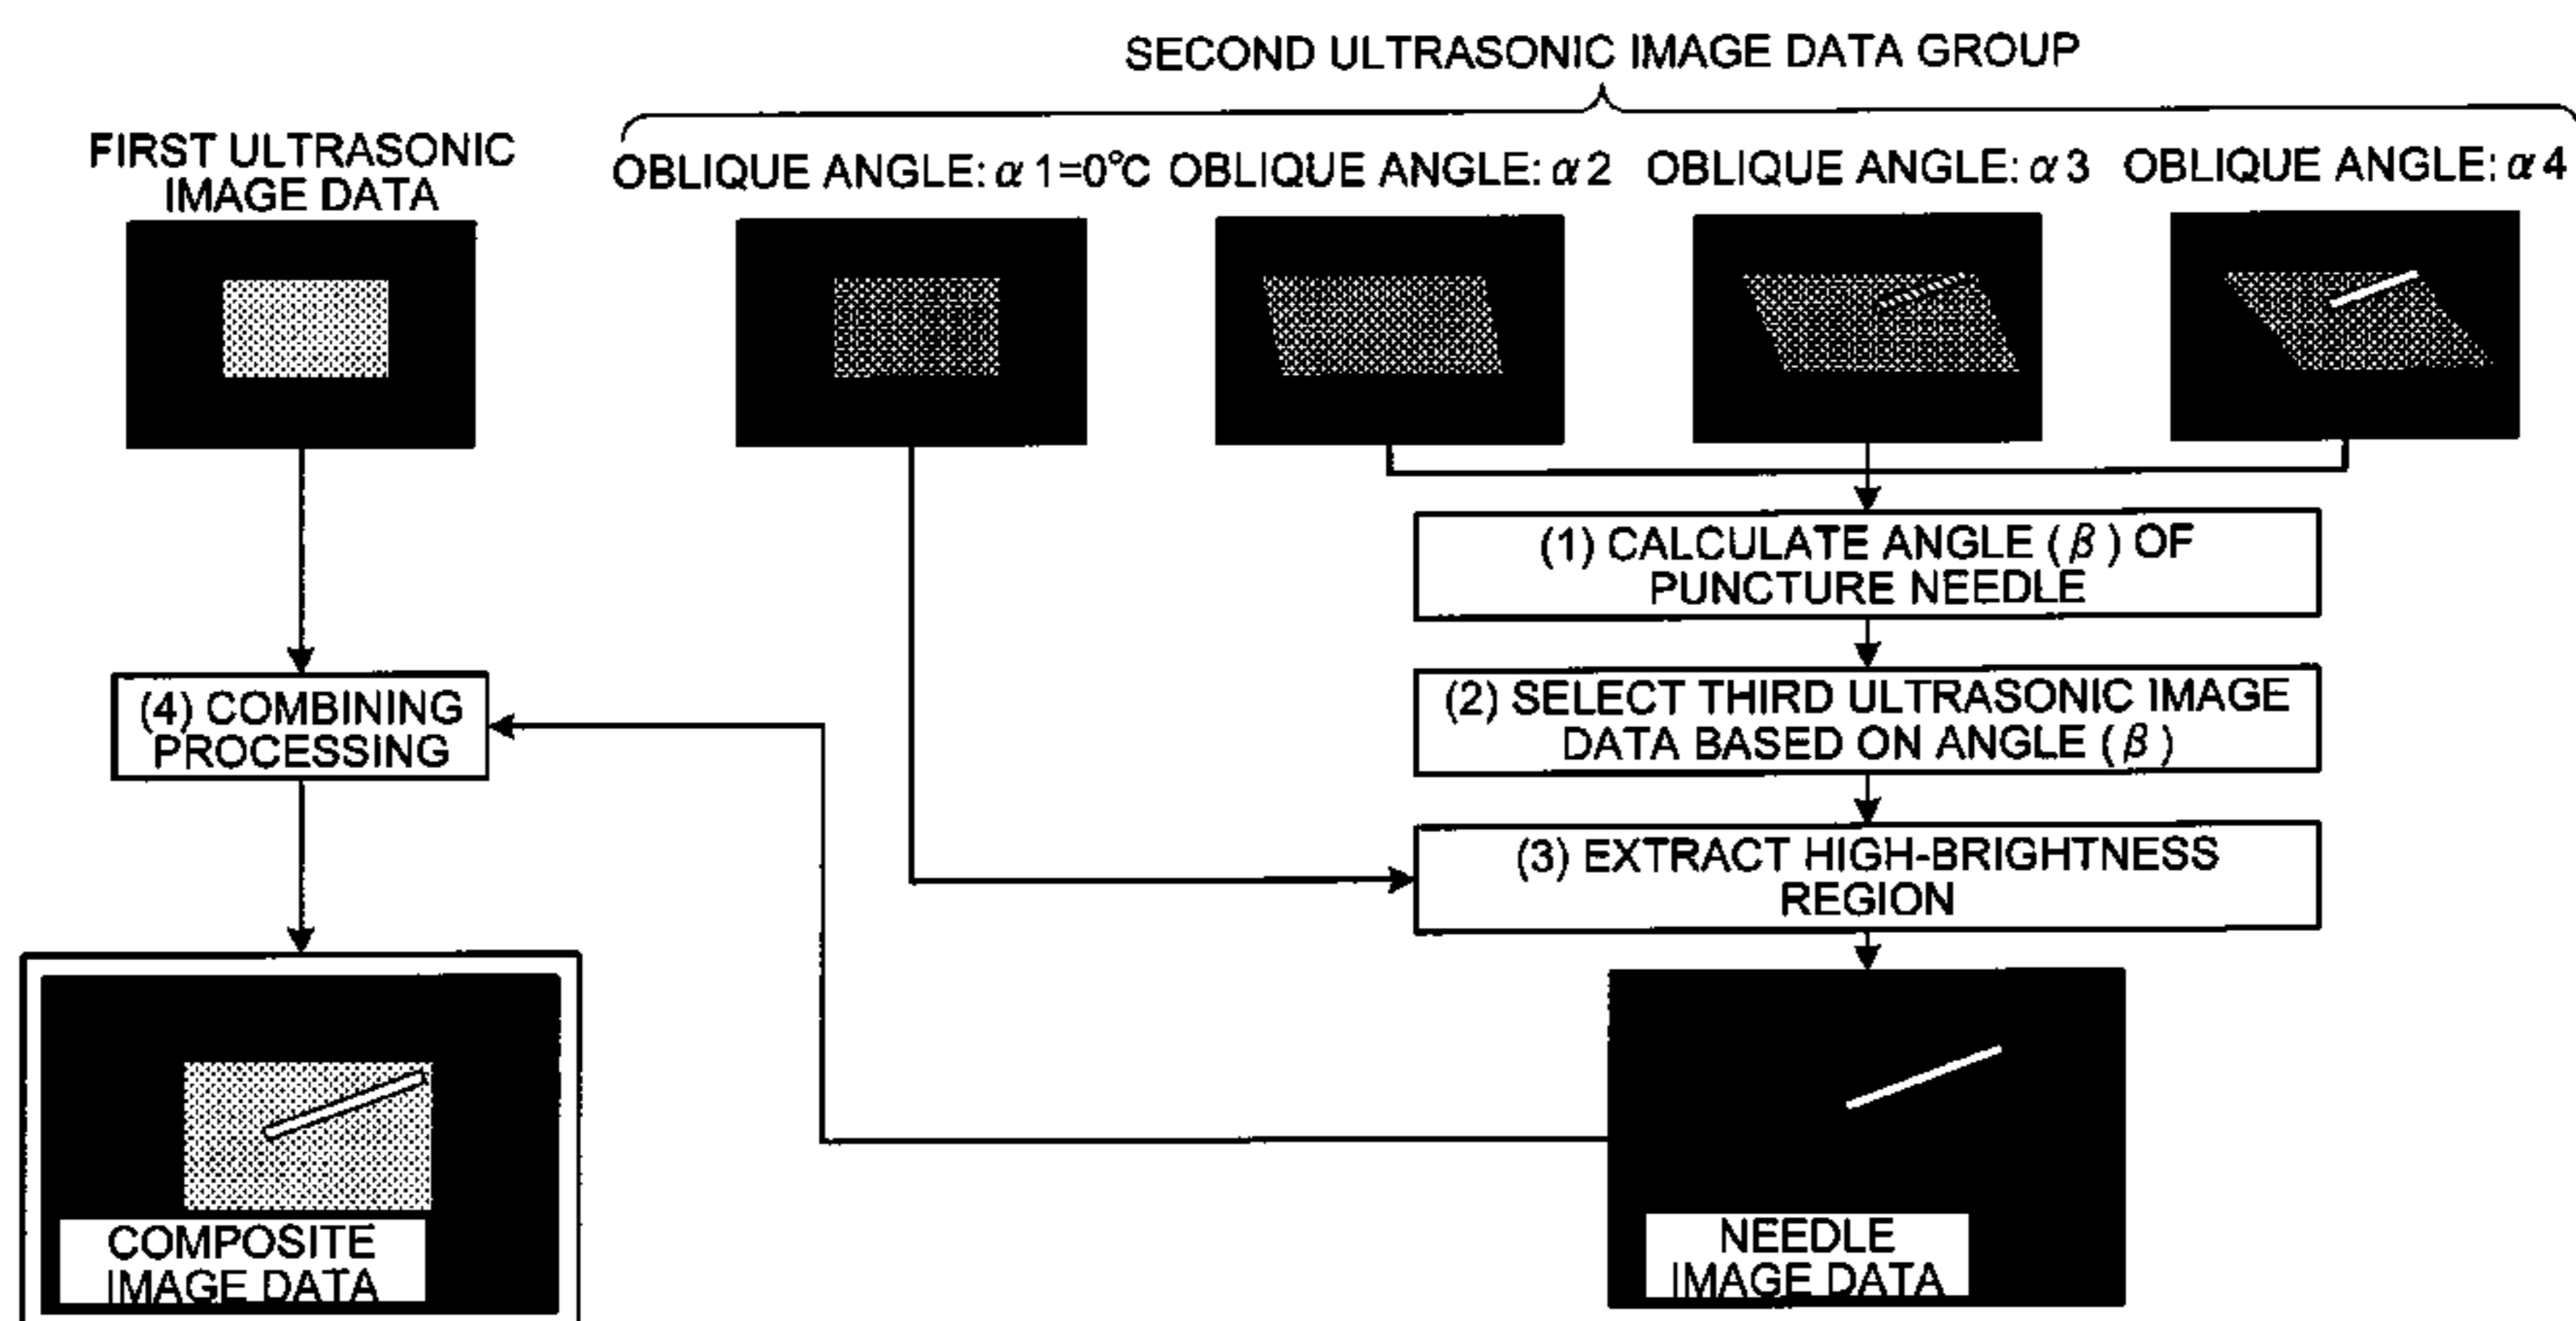 SECOND ULTRASONIC IMAGE DATA GROUP
FIRST ULTRASONIC
IMAGE DATA
OBLIQUE ANGLE: α1=0℃ OBLIQUE ANGLE: α2 OBLIQUE ANGLE: α3 OBLIQUE ANGLE: α4
(1) CALCULATE ANGLE (β) OF
PUNCTURE NEEDLE
(2) SELECT THIRD ULTRASONIC IMAGE
DATA BASED ON ANGLE (β)
(4) COMBINING
PROCESSING
(3) EXTRACT HIGH-BRIGHTNESS
REGION
COMPOSITE
IMAGE DATA
NEEDLE
IMAGE DATA